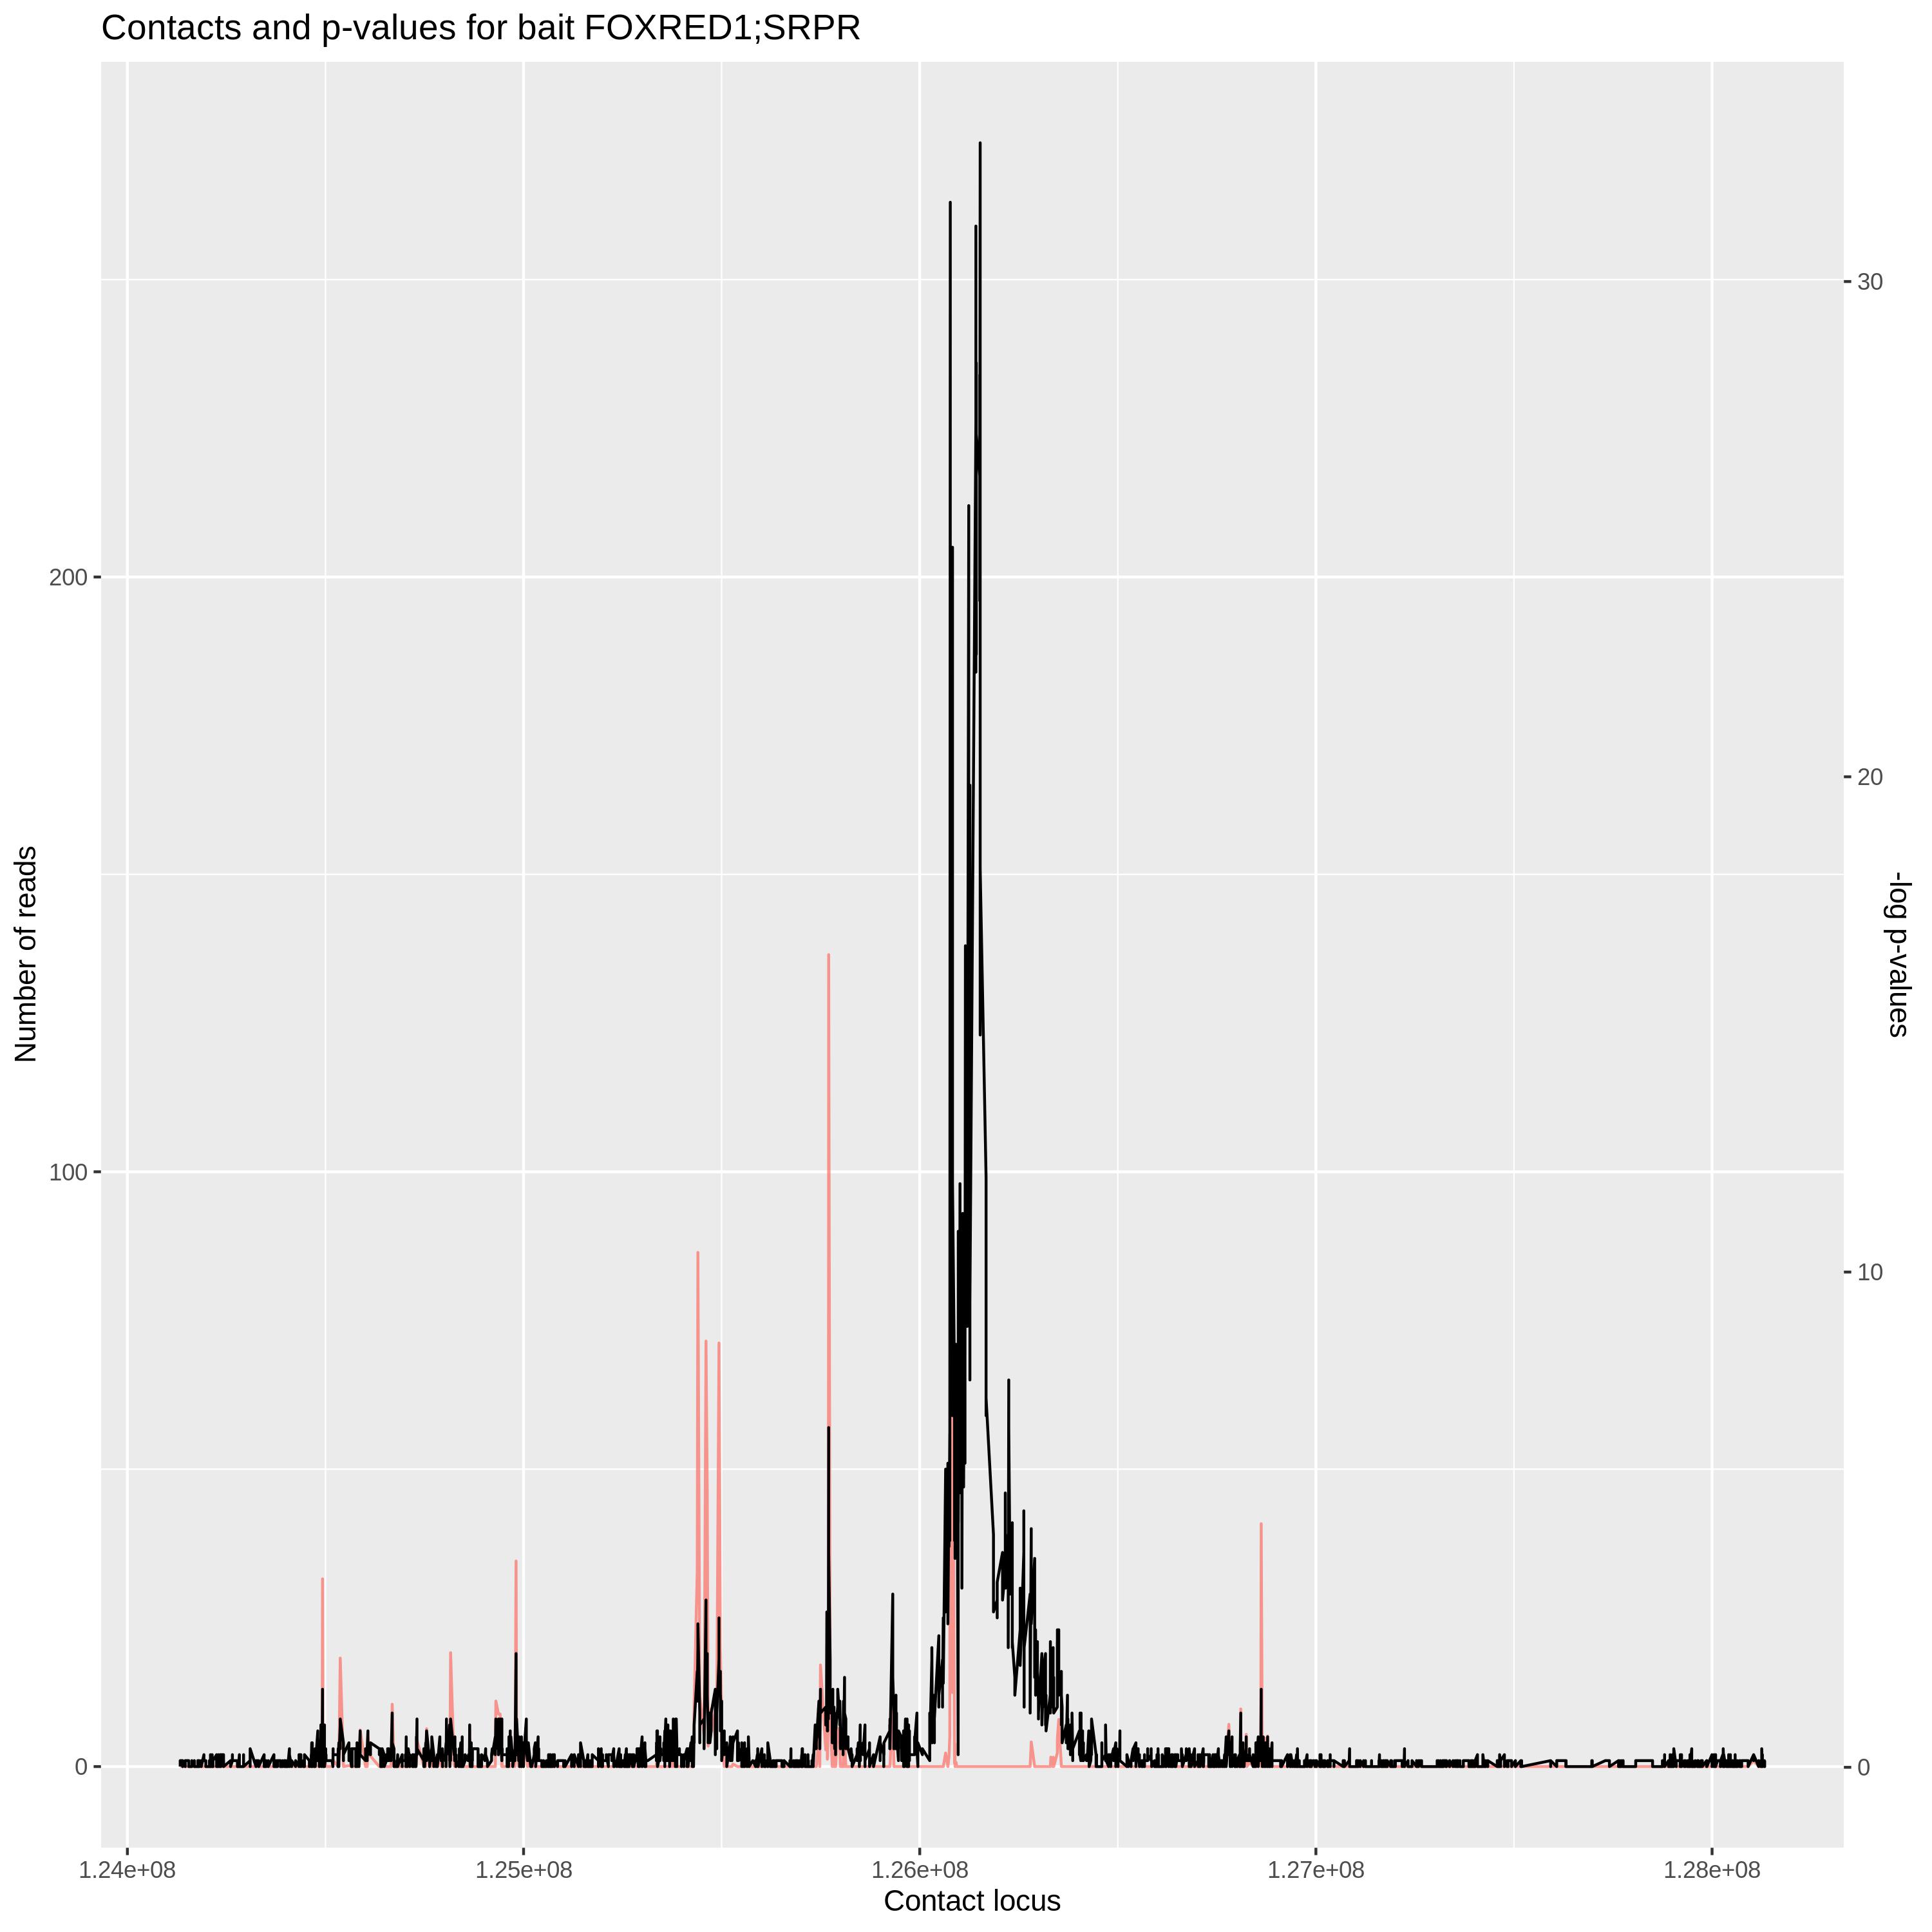 Contacts and p-values for bait FOXRED1;SRPR
Number of reads
200
100
0
30
20
10
0
-log p-values
1.24e+08
1.25e+08
1.26e+08
1.27e+08
1.28e+08
Contact locus